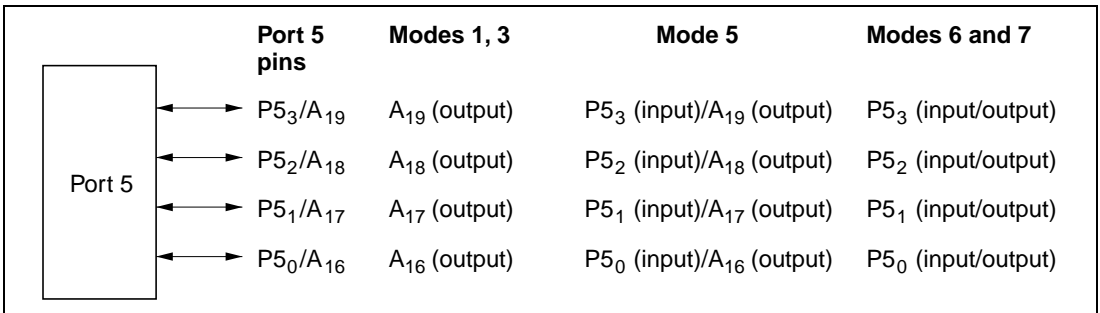 Port 5 pins Modes 1, 3 Mode 5 Modes 6 and 7
P5₃/A₁₉ A₁₉ (output) P5₃ (input)/A₁₉ (output) P5₃ (input/output)
P5₂/A₁₈ A₁₈ (output) P5₂ (input)/A₁₈ (output) P5₂ (input/output)
Port 5
P5₁/A₁₇ A₁₇ (output) P5₁ (input)/A₁₇ (output) P5₁ (input/output)
P5₀/A₁₆ A₁₆ (output) P5₀ (input)/A₁₆ (output) P5₀ (input/output)